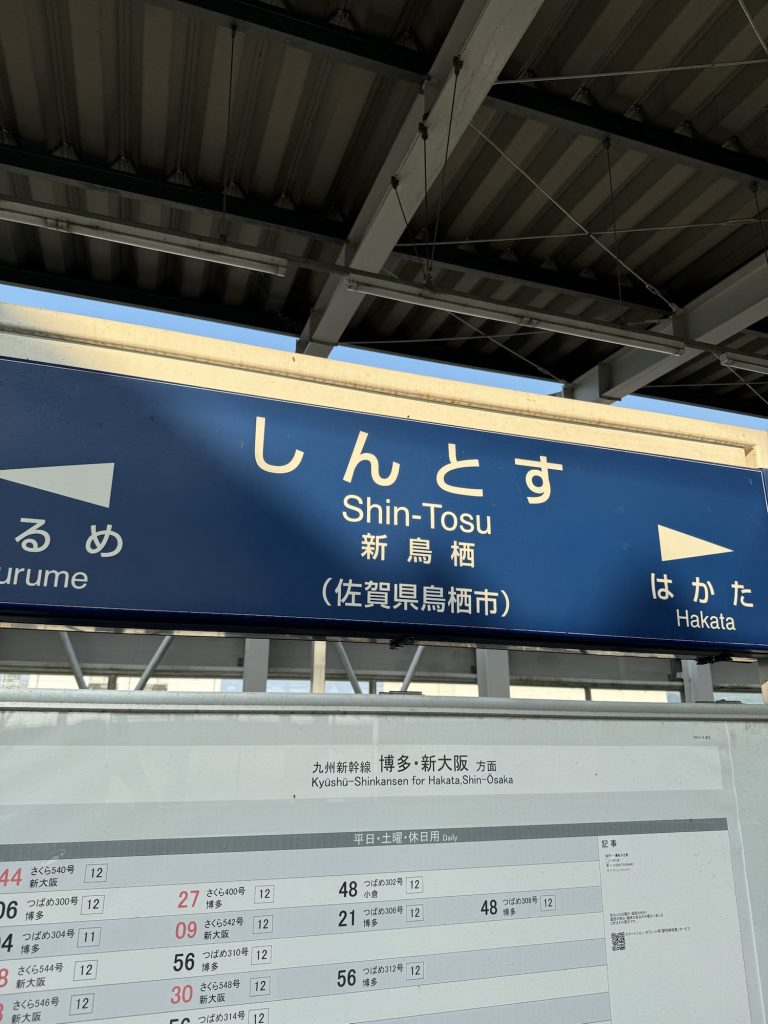 しんとす
Shin-Tosu
新鳥栖
（佐賀県鳥栖市）
るめ
urume
はかた
Hakata
九州新幹線 博多・新大阪 方面
Kyūshū-Shinkansen for Hakata,Shin-Ōsaka
平日・土曜・休日用 Daily
記事
44 さくら540号 新大阪 12
06 つばめ300号 博多 12 27 さくら400号 博多 12 48 つばめ302号 小倉 12
04 つばめ304号 博多 11 09 さくら542号 新大阪 12 21 つばめ306号 博多 12 48 つばめ308号 博多 12
8 さくら544号 新大阪 12 56 つばめ310号 博多 12
さくら546号 新大阪 12 30 さくら548号 新大阪 12 56 つばめ312号 博多 12
56 つばめ314号 12